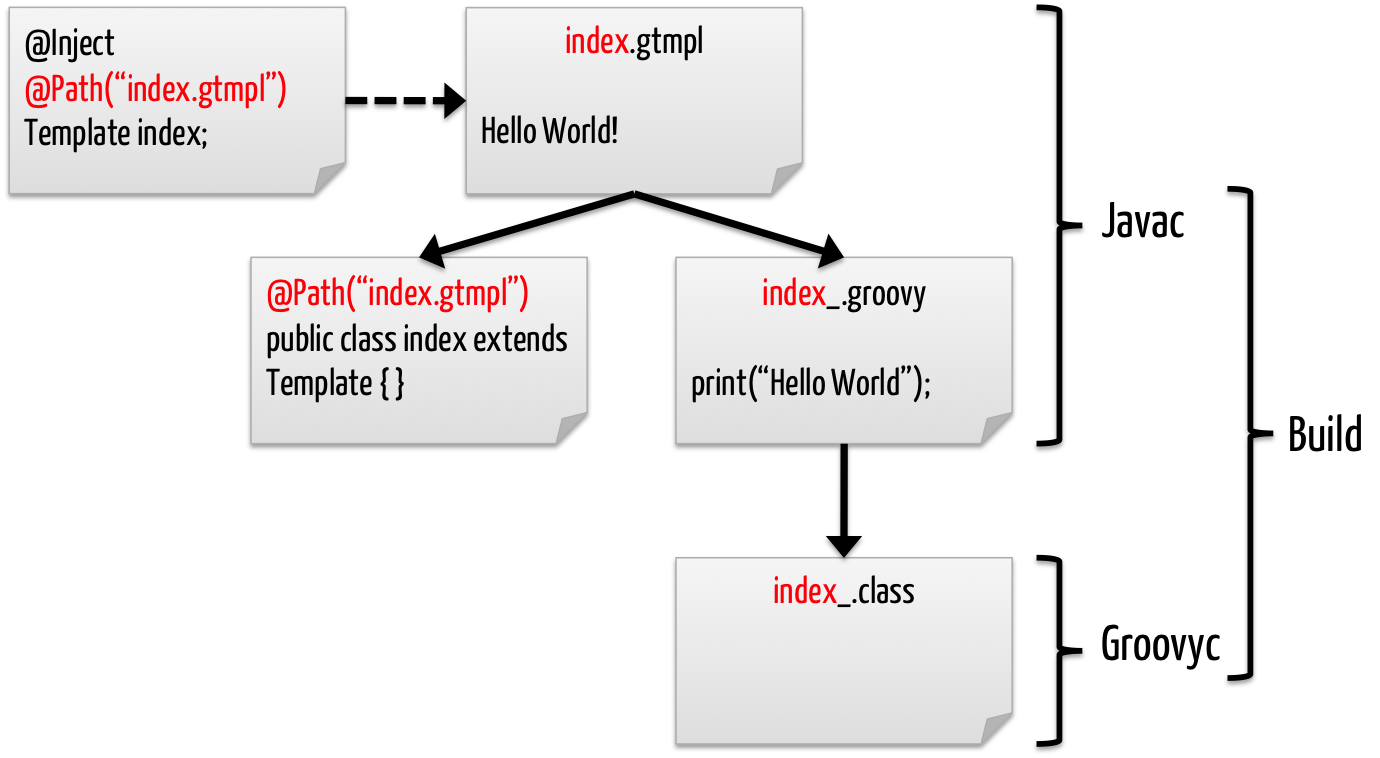 @Inject
@Path(“index.gtmpl”)
Template index;
index.gtmpl
Hello World!
@Path(“index.gtmpl”)
public class index extends
Template { }
index_.groovy
print(“Hello World”);
Javac
Build
index_.class
Groovyc